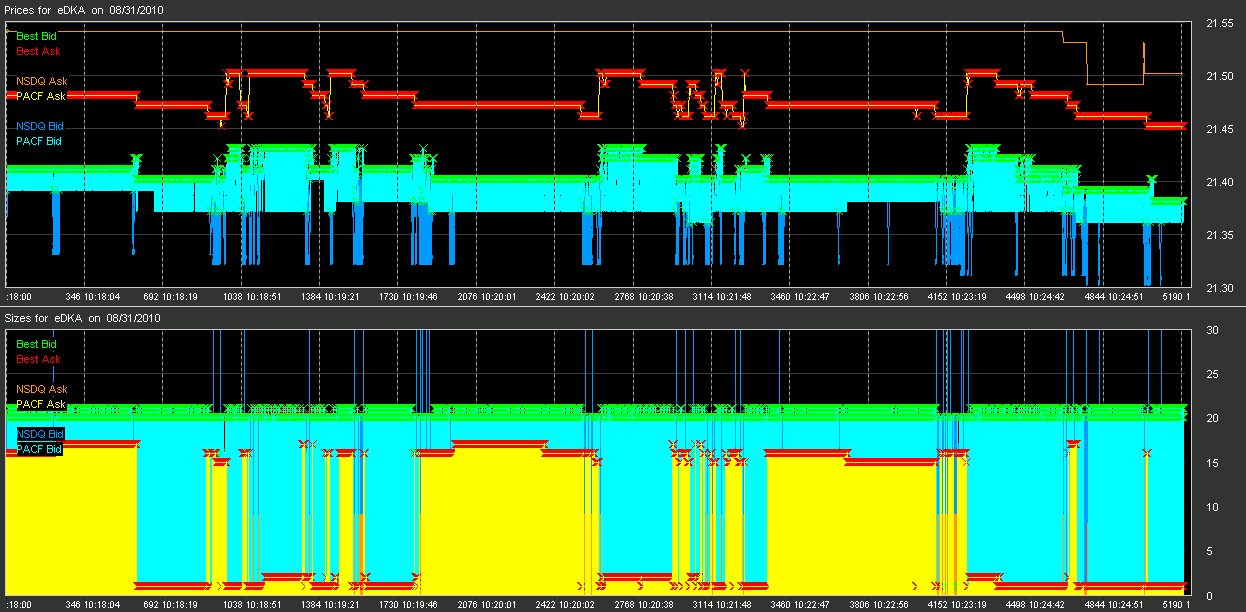 Prices for eDKA on 08/31/2010
Best Bid
Best Ask
NSDQ Ask
PACF Ask
NSDQ Bid
PACF Bid
21.55
21.50
21.45
21.40
21.35
21.30
:18:00 346 10:18:04 692 10:18:19 1038 10:18:51 1384 10:19:21 1730 10:19:46 2076 10:20:01 2422 10:20:09 2768 10:20:38 3114 10:21:48 3460 10:22:47 3806 10:22:56 4152 10:23:19 4498 10:24:42 4844 10:24:51 5190 1
Sizes for eDKA on 08/31/2010
Best Bid
Best Ask
NSDQ Ask
PACF Ask
NSDQ Bid
PACF Bid
30
25
20
15
10
5
0
:18:00 346 10:18:04 692 10:18:19 1038 10:18:51 1384 10:19:21 1730 10:19:46 2076 10:20:01 2422 10:20:09 2768 10:20:38 3114 10:21:48 3460 10:22:47 3806 10:22:56 4152 10:23:19 4498 10:24:42 4844 10:24:51 5190 1